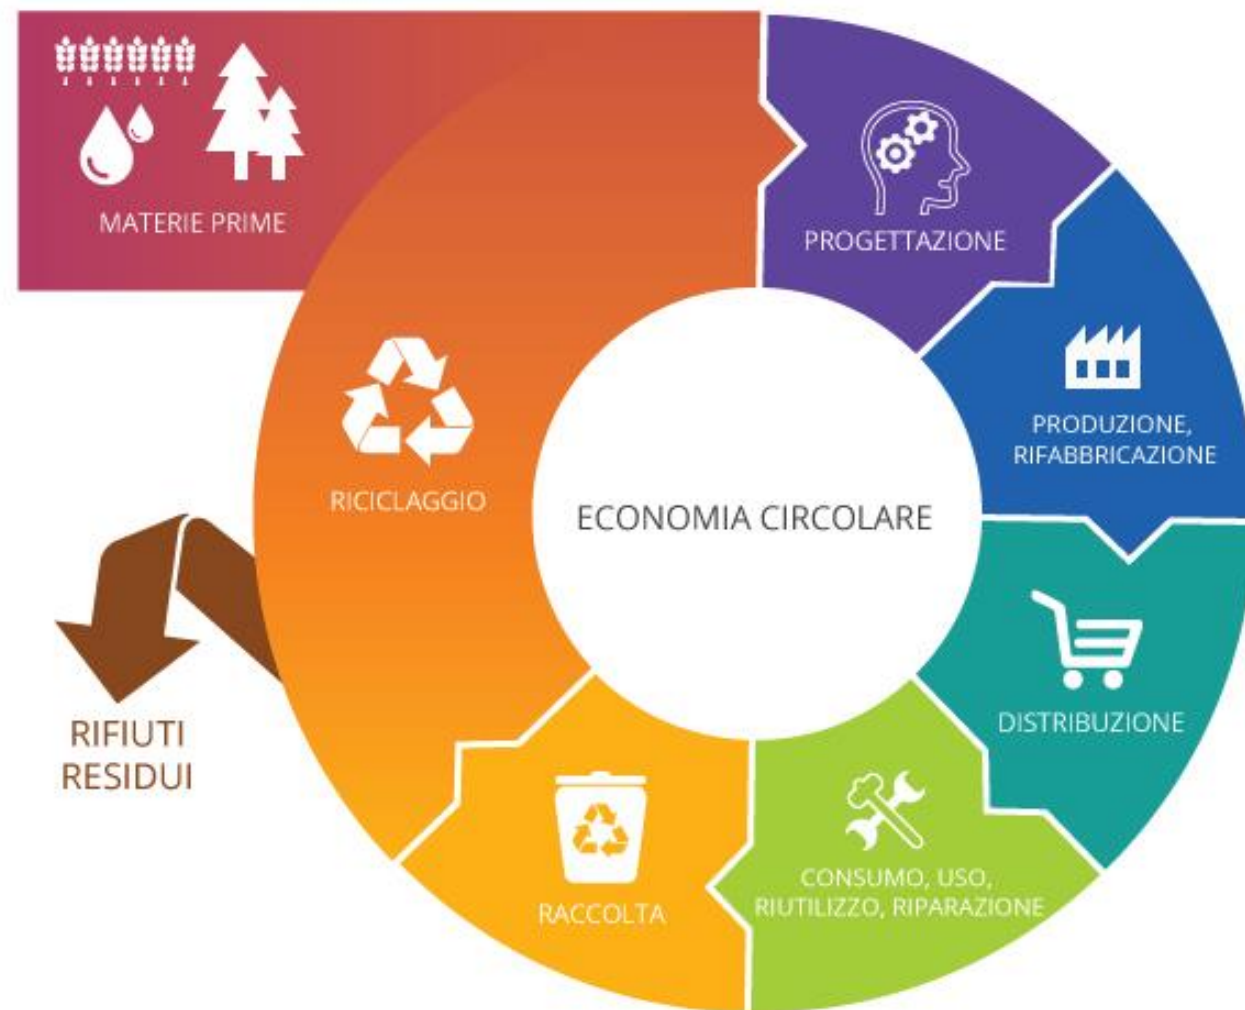 MATERIE PRIME
PROGETTAZIONE
PRODUZIONE,
RIFABBRICAZIONE
RICICLAGGIO
ECONOMIA CIRCOLARE
DISTRIBUZIONE
RIFIUTI
RESIDUI
CONSUMO, USO,
RIUTILIZZO, RIPARAZIONE
RACCOLTA